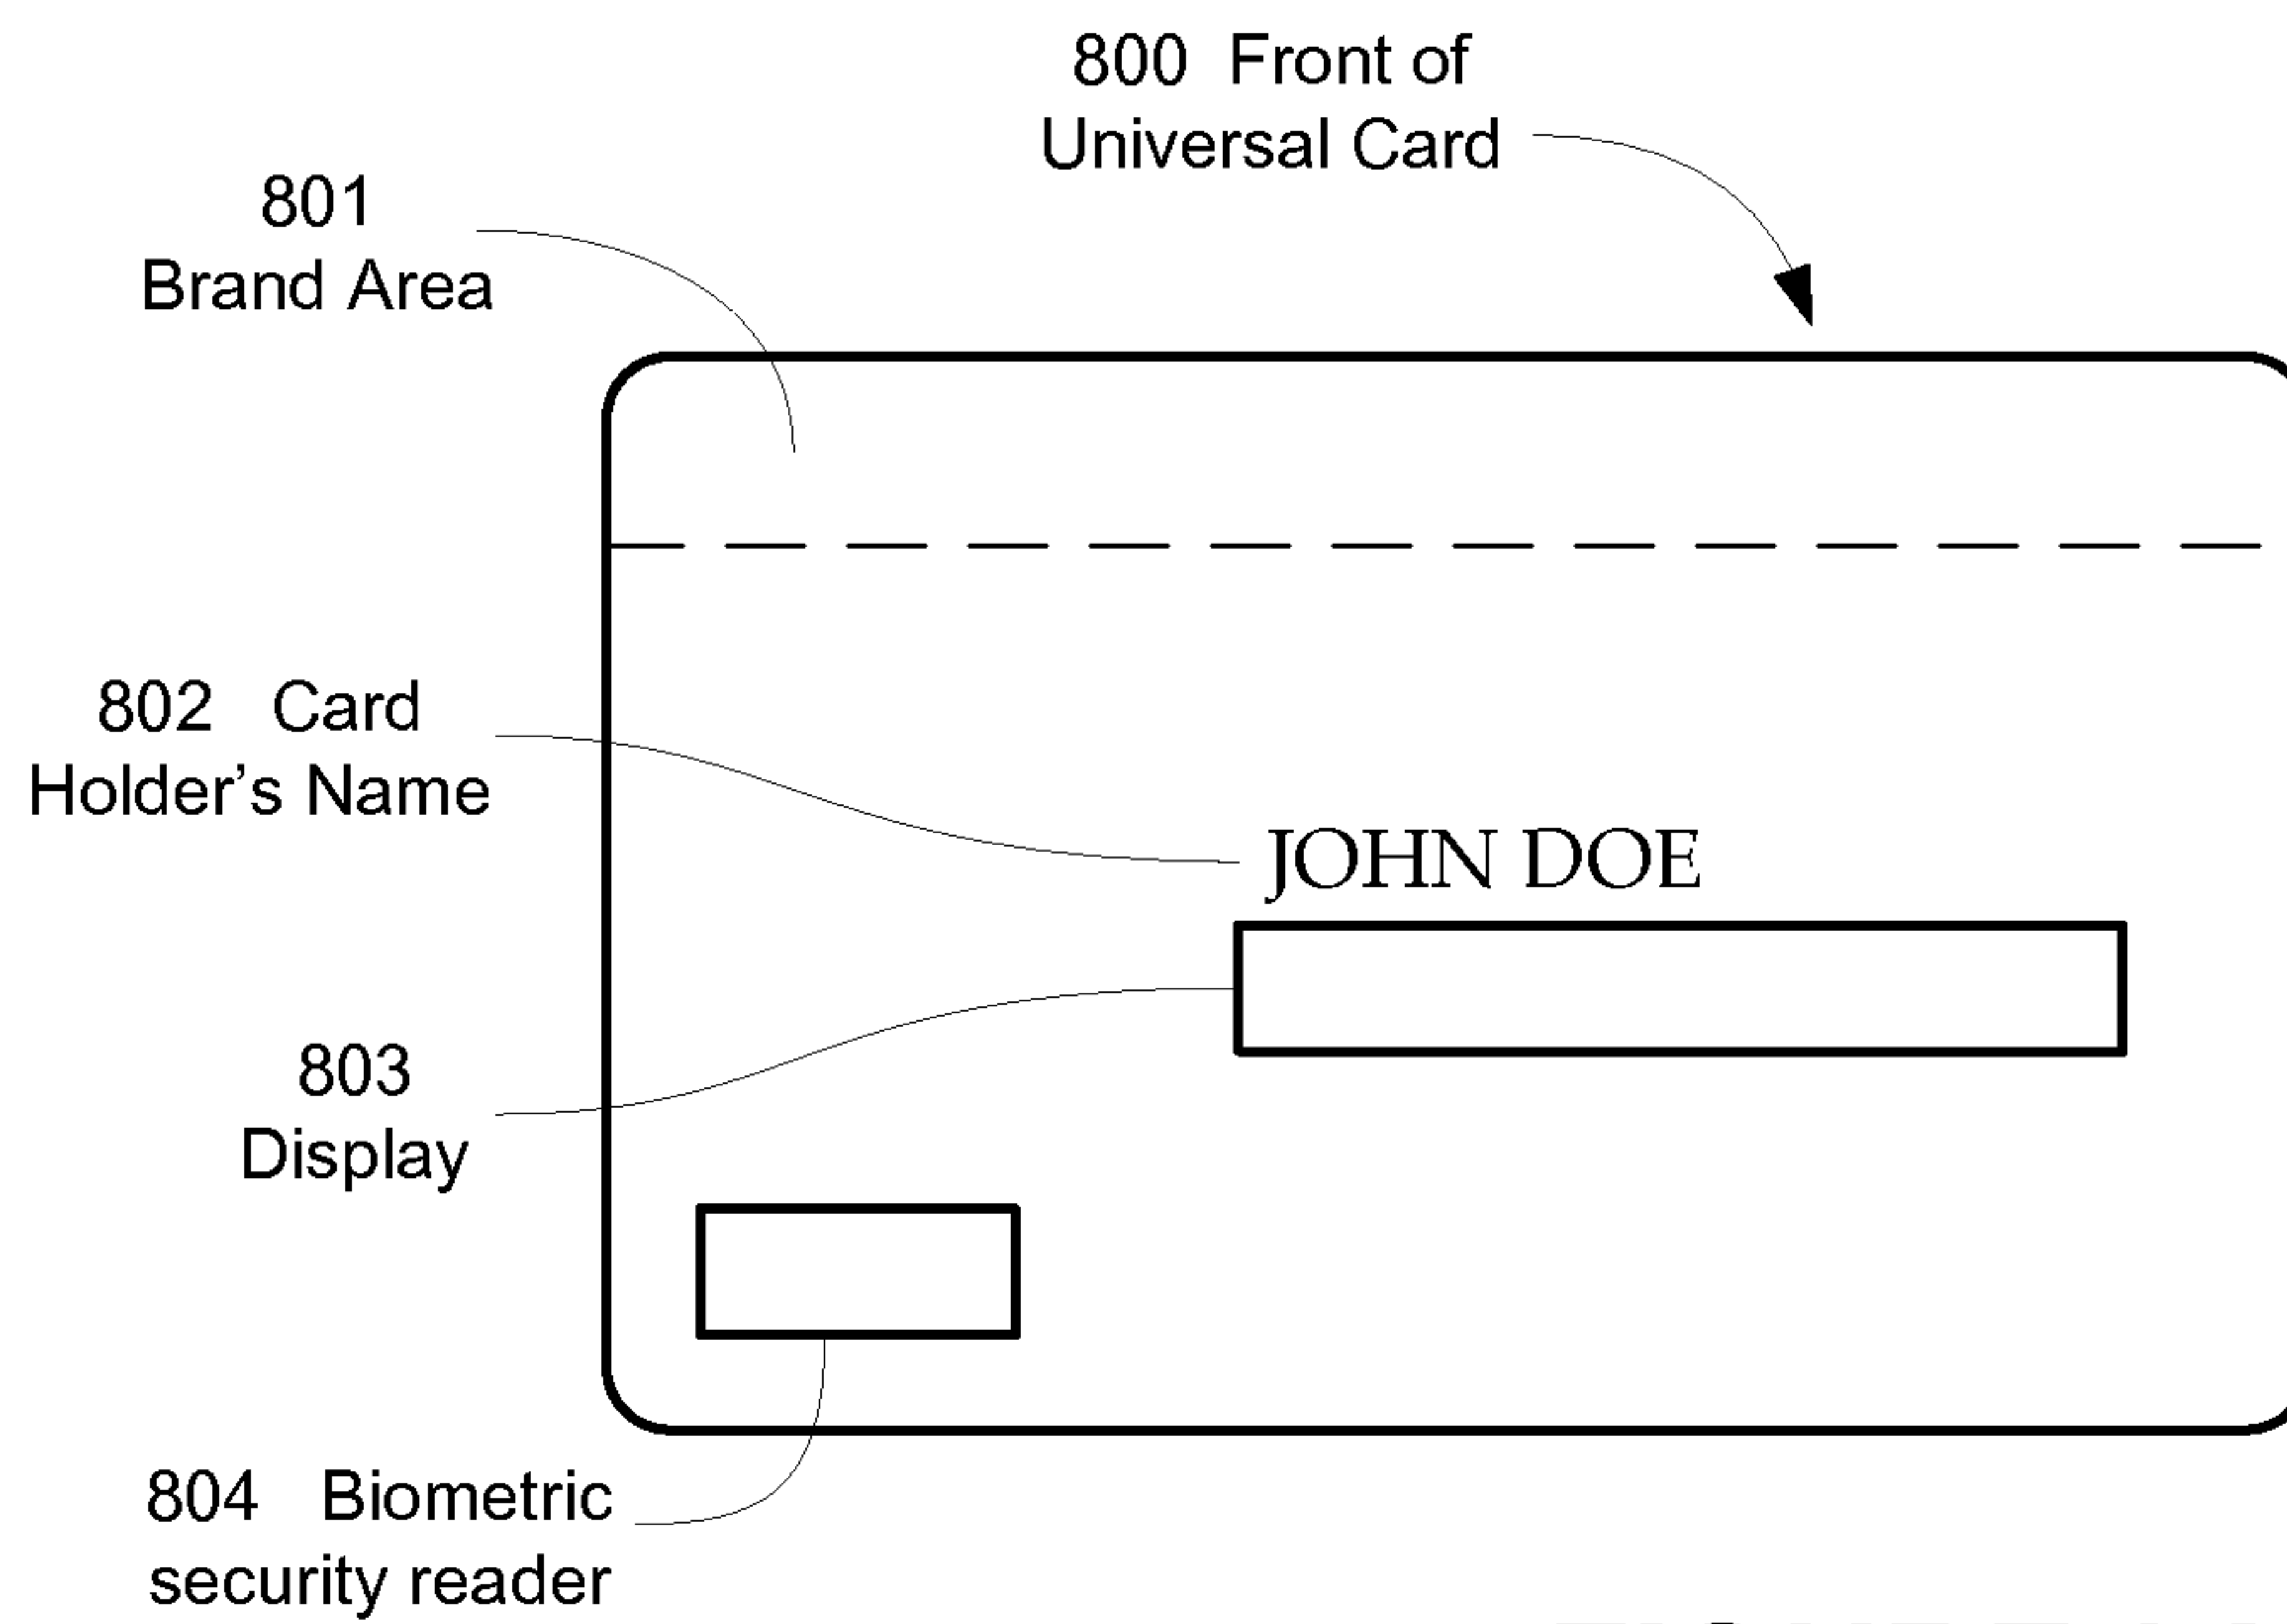 800 Front of
Universal Card
801
Brand Area
802 Card
Holder’s Name
JOHN DOE
803
Display
804 Biometric
security reader